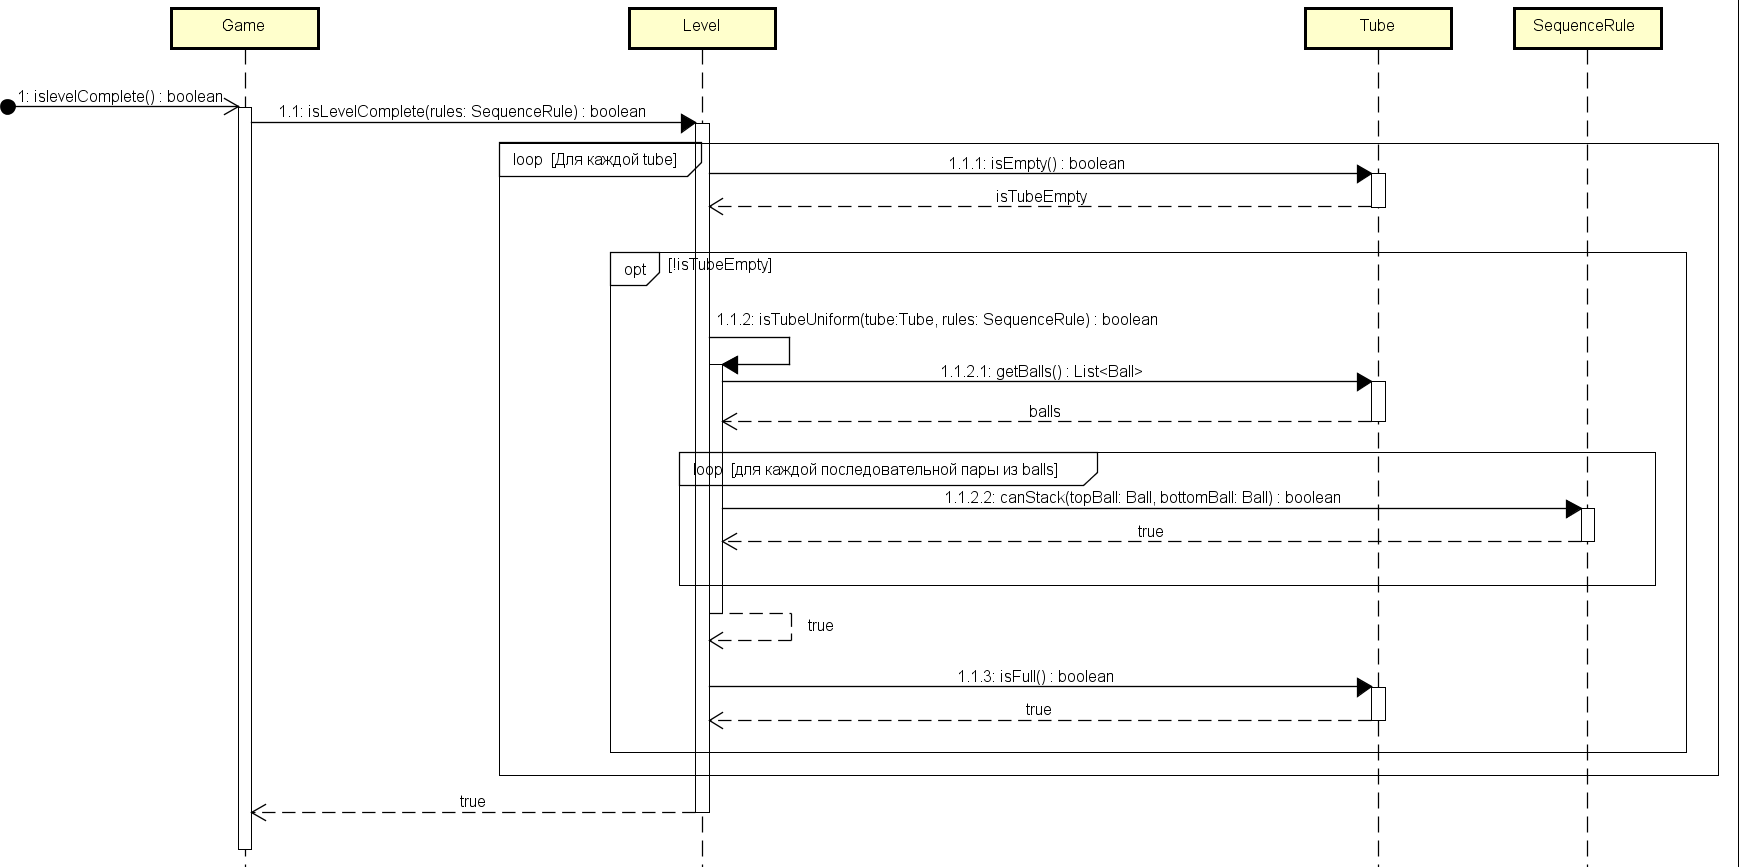 Game
Level
Tube
SequenceRule
1: islevelComplete() : boolean
1.1: isLevelComplete(rules: SequenceRule) : boolean
loop [Для каждой tube]
1.1.1: isEmpty() : boolean
isTubeEmpty
opt [!isTubeEmpty]
1.1.2: isTubeUniform(tube:Tube, rules: SequenceRule) : boolean
1.1.2.1: getBalls() : List<Ball>
balls
loop [для каждой последовательной пары из balls]
1.1.2.2: canStack(topBall: Ball, bottomBall: Ball) : boolean
true
true
1.1.3: isFull() : boolean
true
true